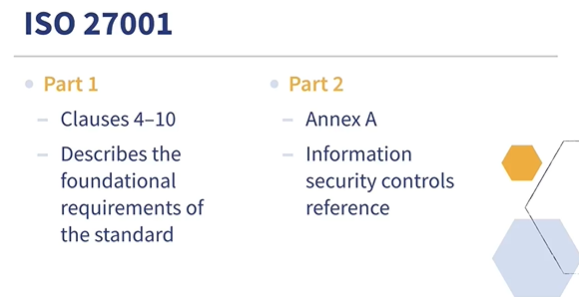 ISO 27001
Part 1
– Clauses 4–10
– Describes the
foundational
requirements of
the standard
Part 2
– Annex A
– Information
security controls
reference